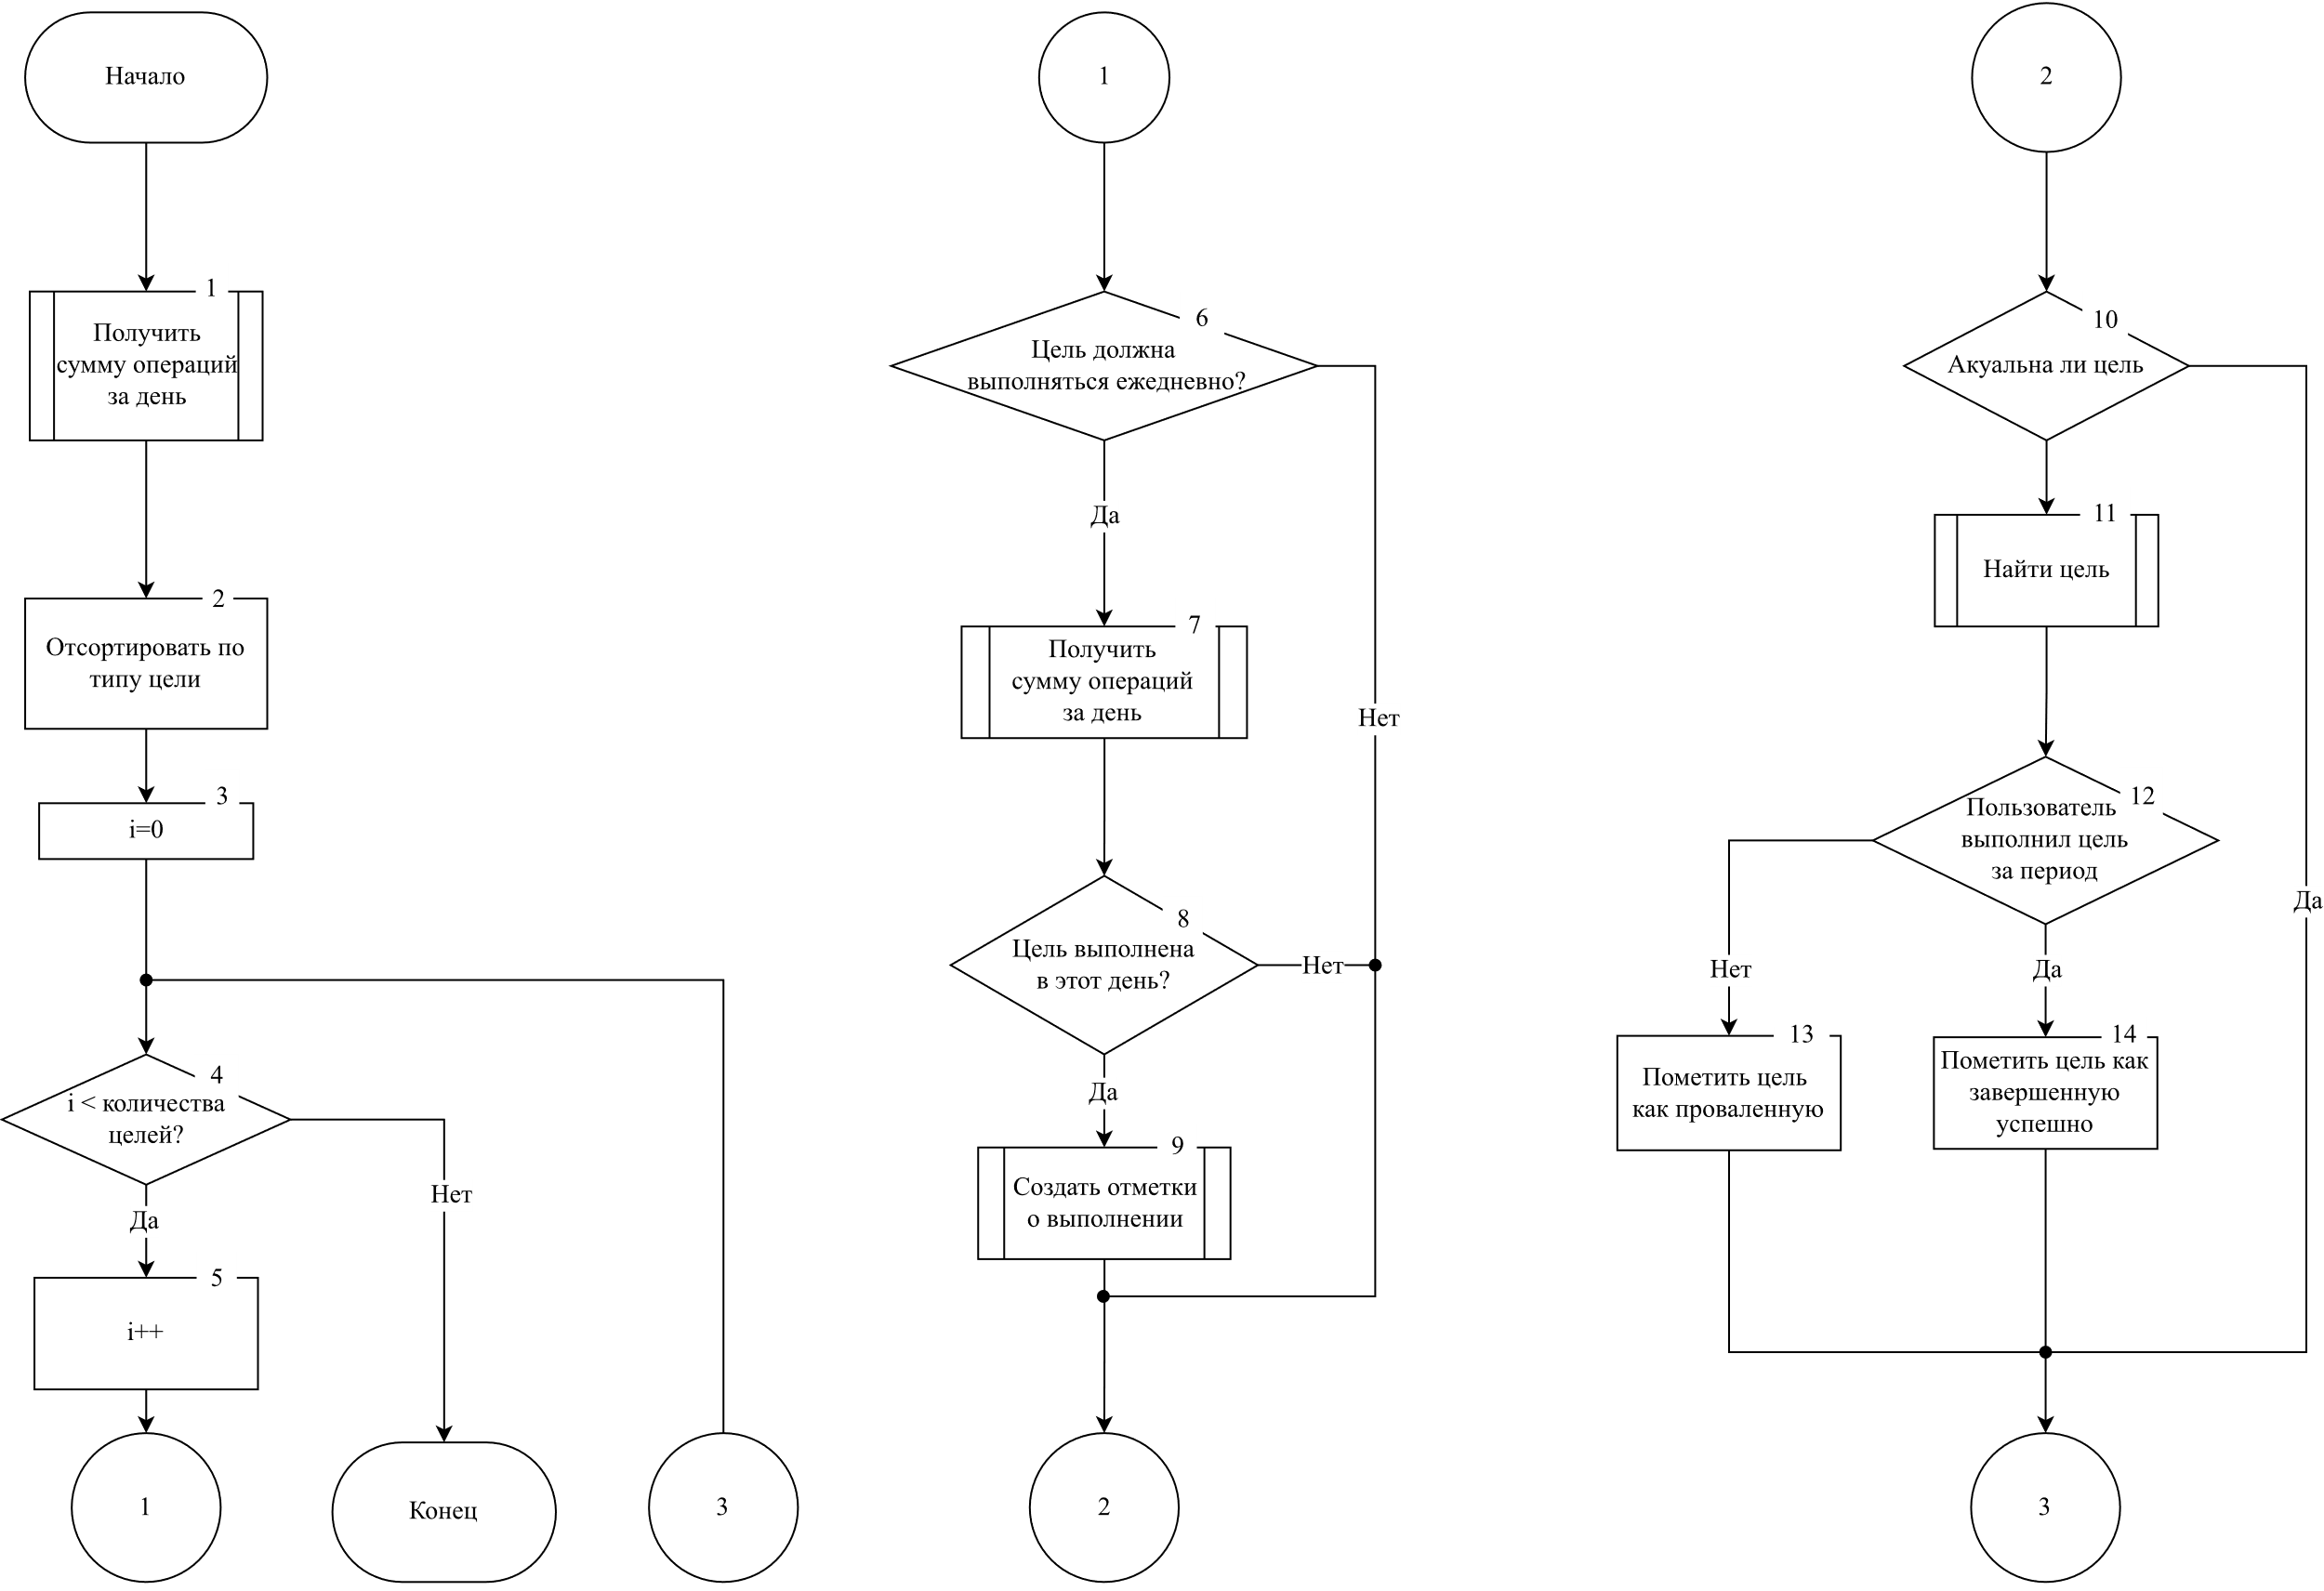 Начало
1
Получить
сумму операций
за день
2
Отсортировать по
типу цели
3
i=0
4
i < количества
целей?
Да
Нет
5
i++
1
Конец
3
1
6
Цель должна
выполняться ежедневно?
Да
Нет
7
Получить
сумму операций
за день
8
Цель выполнена
в этот день?
Нет
Да
9
Создать отметки
о выполнении
2
2
10
Акуальна ли цель
Да
11
Найти цель
12
Пользователь
выполнил цель
за период
Нет
Да
13
Пометить цель
как проваленную
14
Пометить цель как
завершенную
успешно
3